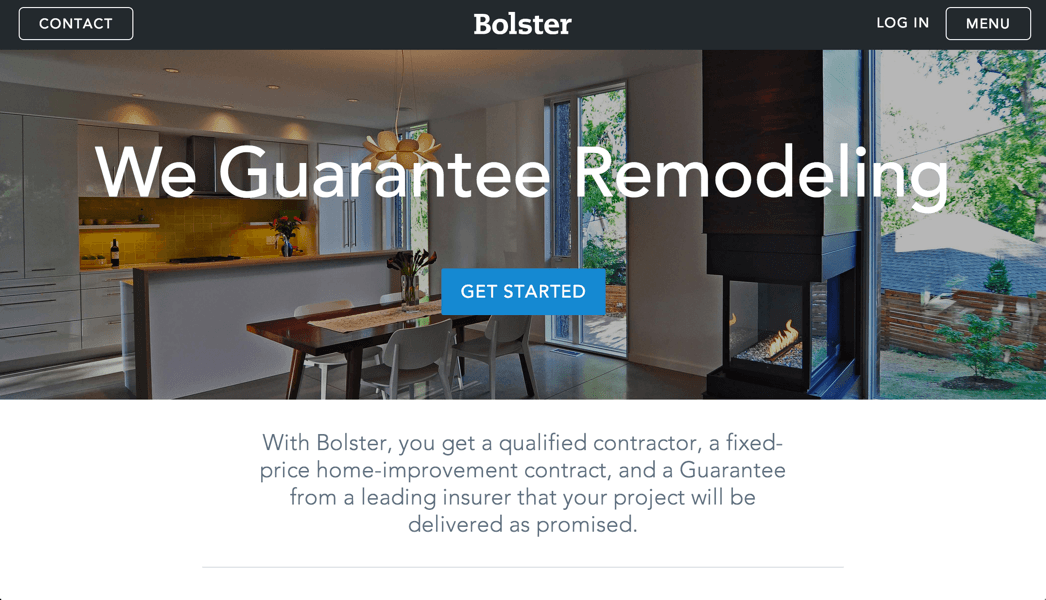 CONTACT
Bolster
LOG IN
MENU
We Guarantee Remodeling
GET STARTED
With Bolster, you get a qualified contractor, a fixed-
price home-improvement contract, and a Guarantee
from a leading insurer that your project will be
delivered as promised.